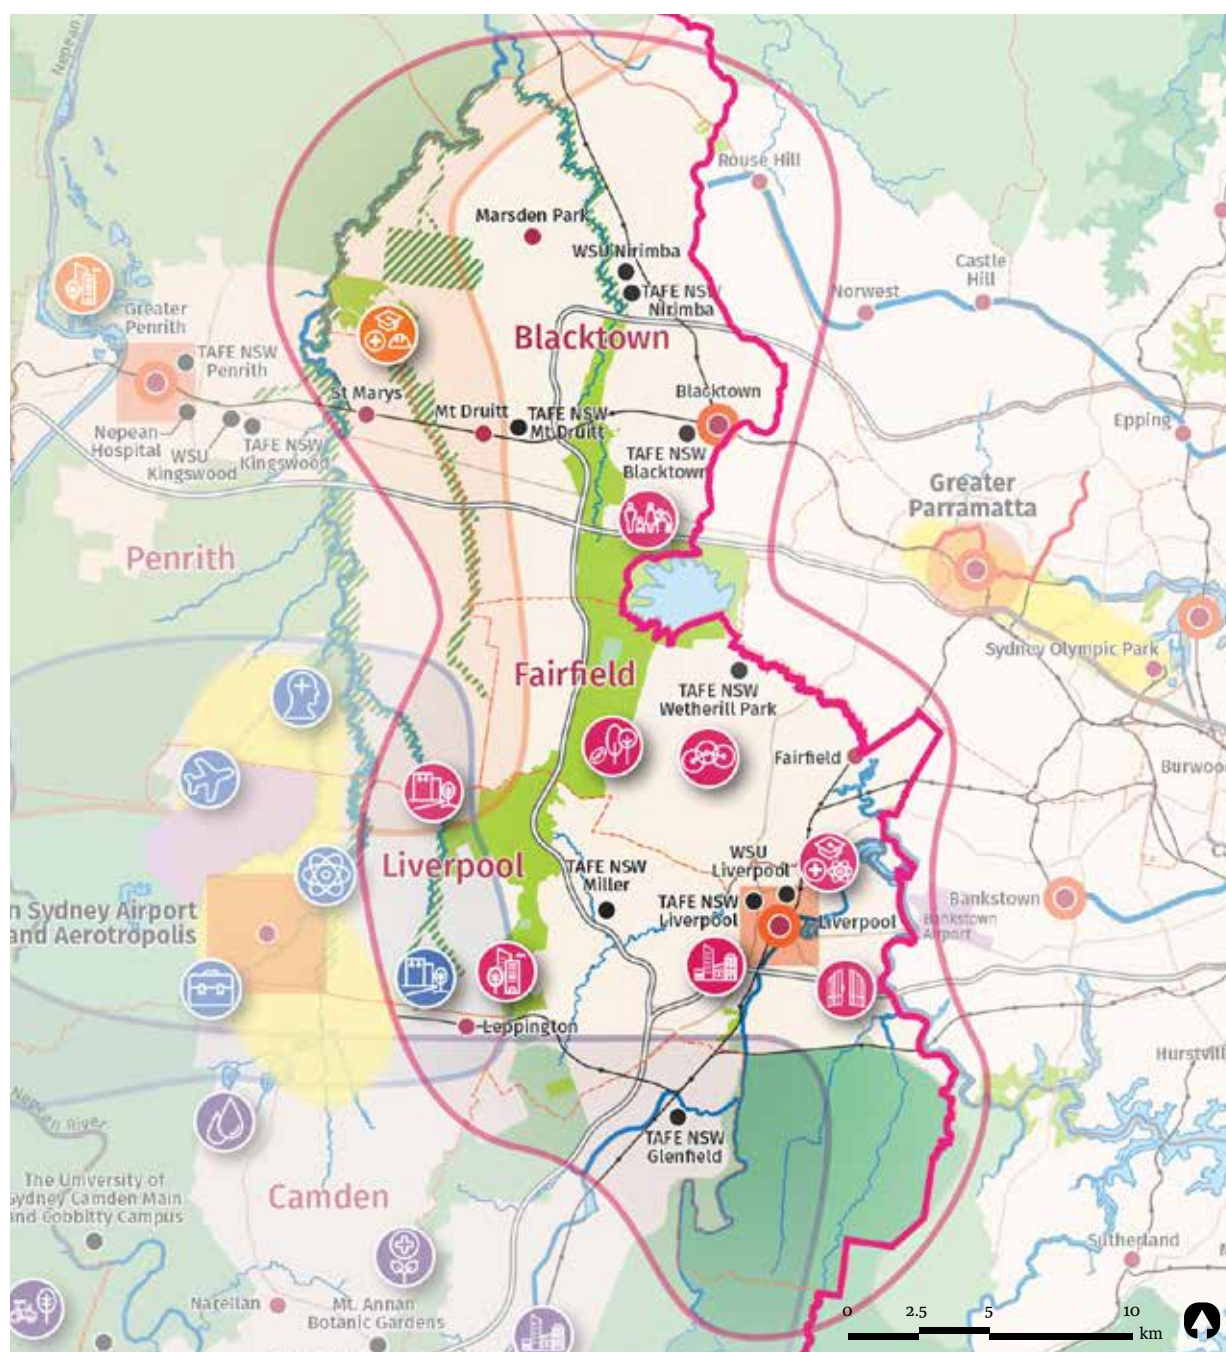 Nepean
Rouse Hill
Marsden Park
WSU Nirimba
Castle
Hill
TAFE NSW
Nirimba
Norwest
Greater
Penrith
Blacktown
TAFE NSW
Penrith
St Marys
Blacktown
Mt Druitt
TAFE NSW
Mt Druitt
Epping
Nepean
Hospital
WSU
Kingswood
TAFE NSW
Kingswood
TAFE NSW
Blacktown
Greater
Parramatta
Penrith
Sydney Olympic Park
Fairfield
TAFE NSW
Wetherill Park
Fairfield
Burwoo
Liverpool
TAFE NSW
Miller
WSU
Liverpool
TAFE NSW
Liverpool
Liverpool
Bankstown
Bankstown
Airport
n Sydney Airport
and Aerotropolis
Leppington
Hurstvill
Nepean River
TAFE NSW
Glenfield
The University of
Sydney Camden Main
and Cobbitty Campus
Camden
Sutherland
Narellan
Mt. Annan
Botanic Gardens
0 2.5 5 10
km